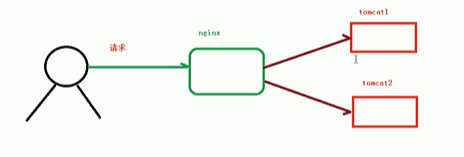 tomcat1
nginx
请求
tomcat2